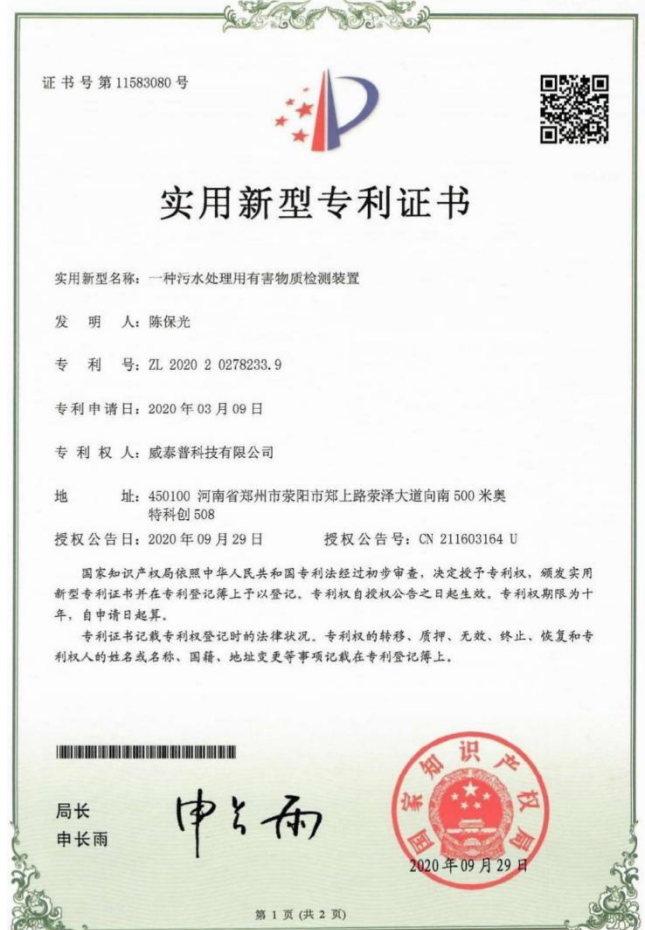 证书号第11583080号
实用新型专利证书
实用新型名称：一种污水处理用有害物质检测装置
发明人：陈保光
专利号：ZL 2020 2 0278233.9
专利申请日：2020年03月09日
专利权人：威泰普科技有限公司
地址：450100 河南省郑州市荥阳市郑上路荥泽大道向南500米奥
特科创508
授权公告日：2020年09月29日 授权公告号：CN 211603164 U
国家知识产权局依照中华人民共和国专利法经过初步审查，决定授予专利权，颁发实用
新型专利证书并在专利登记簿上予以登记。专利权自授权公告之日起生效。专利权期限为十
年，自申请日起算。
专利证书记载专利权登记时的法律状况。专利权的转移、质押、无效、终止、恢复和专
利权人的姓名或名称、国籍、地址变更等事项记载在专利登记簿上。
局长
申长雨
申长雨
国家知识产权局
2020年09月29日
第1页(共2页)